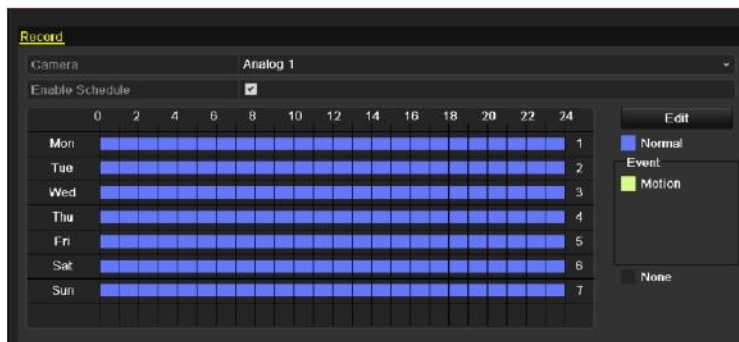 Record
Camera Analog 1
Enable Schedule
0 2 4 6 8 10 12 14 16 18 20 22 24 Edit
Mon 1 Normal
Tue 2 Event
Wed 3 Motion
Thu 4
Fri 5
Sat 6 None
Sun 7